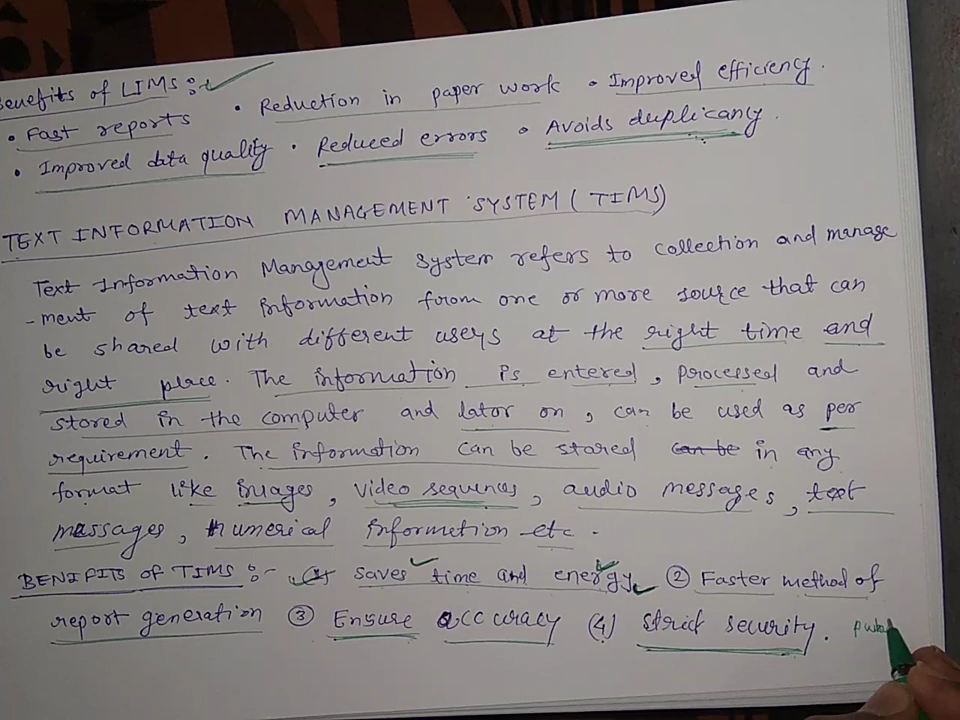 Benefits of LIMS :-
• Fast reports • Reduction in paper work • Improved efficiency.
• Improved data quality • Reduced errors • Avoids duplicany.
TEXT INFORMATION MANAGEMENT SYSTEM (TIMS)
Text Information Management system refers to collection and manage
-ment of text information from one or more source that can
be shared with different users at the right time and
right place. The information is entered, processed and
stored in the computer and lator on, can be used as per
requirement. The information can be stored can be in any
format like images, video sequences, audio messages, text
messages, numerical information etc.
BENIFITS of TIMS :- (1) saves time and energy (2) Faster method of
report generation (3) Ensure accuracy (4) strict security.